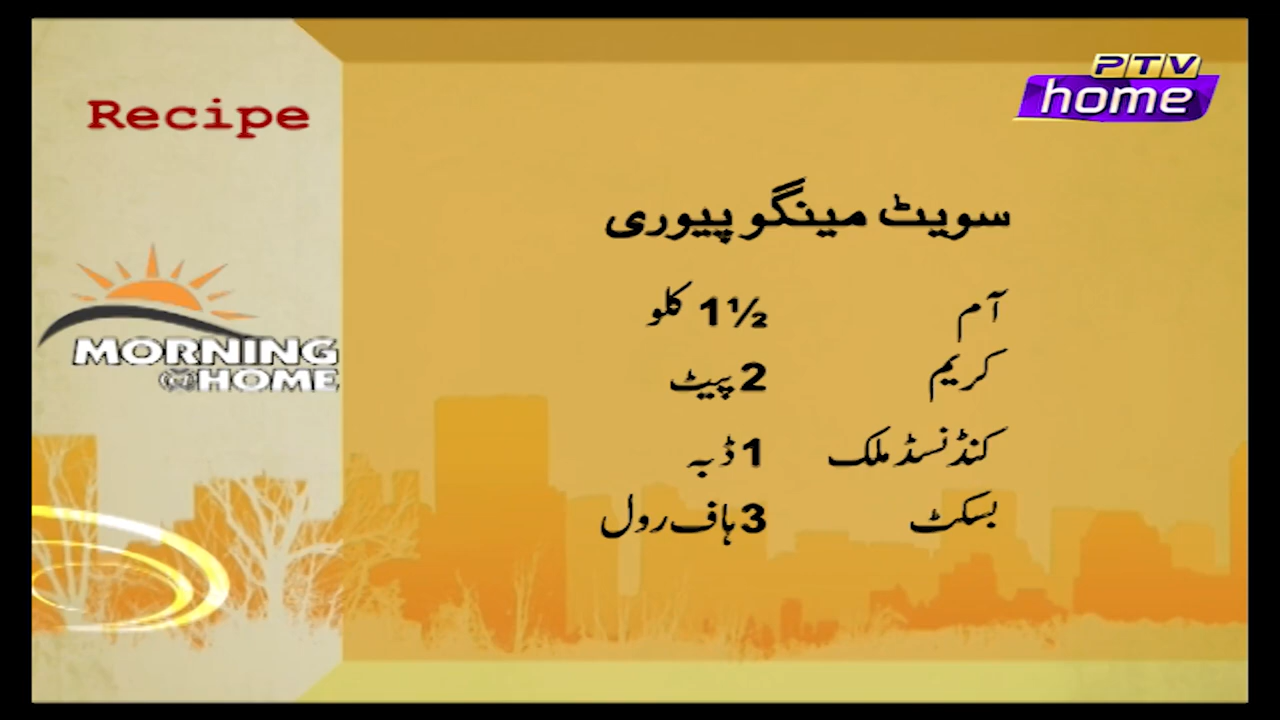 Recipe
PTV
home
سویٹ مینگو پیوری
آم 1½ کلو
کریم 2 پیٹ
کنڈنسڈ ملک 1 ڈبہ
بسکٹ 3 ہاف رول
MORNING
@HOME